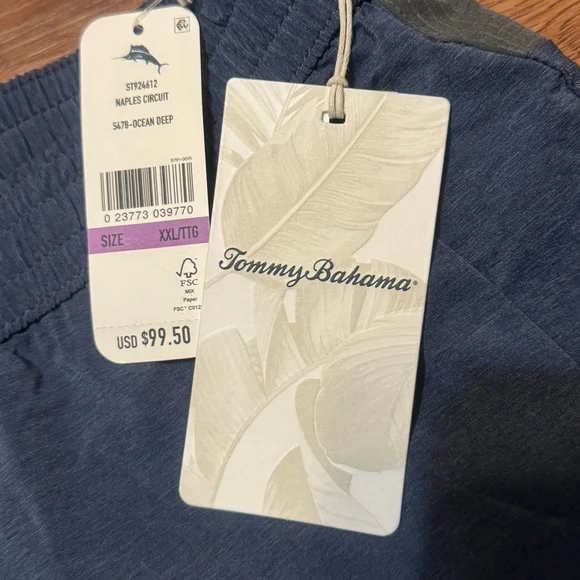 ST924612
NAPLES CIRCUIT
5478-OCEAN DEEP
0 23773 039770
SIZE XXL/TTG
FSC
MIX
Paper
USD $99.50
Tommy Bahama®